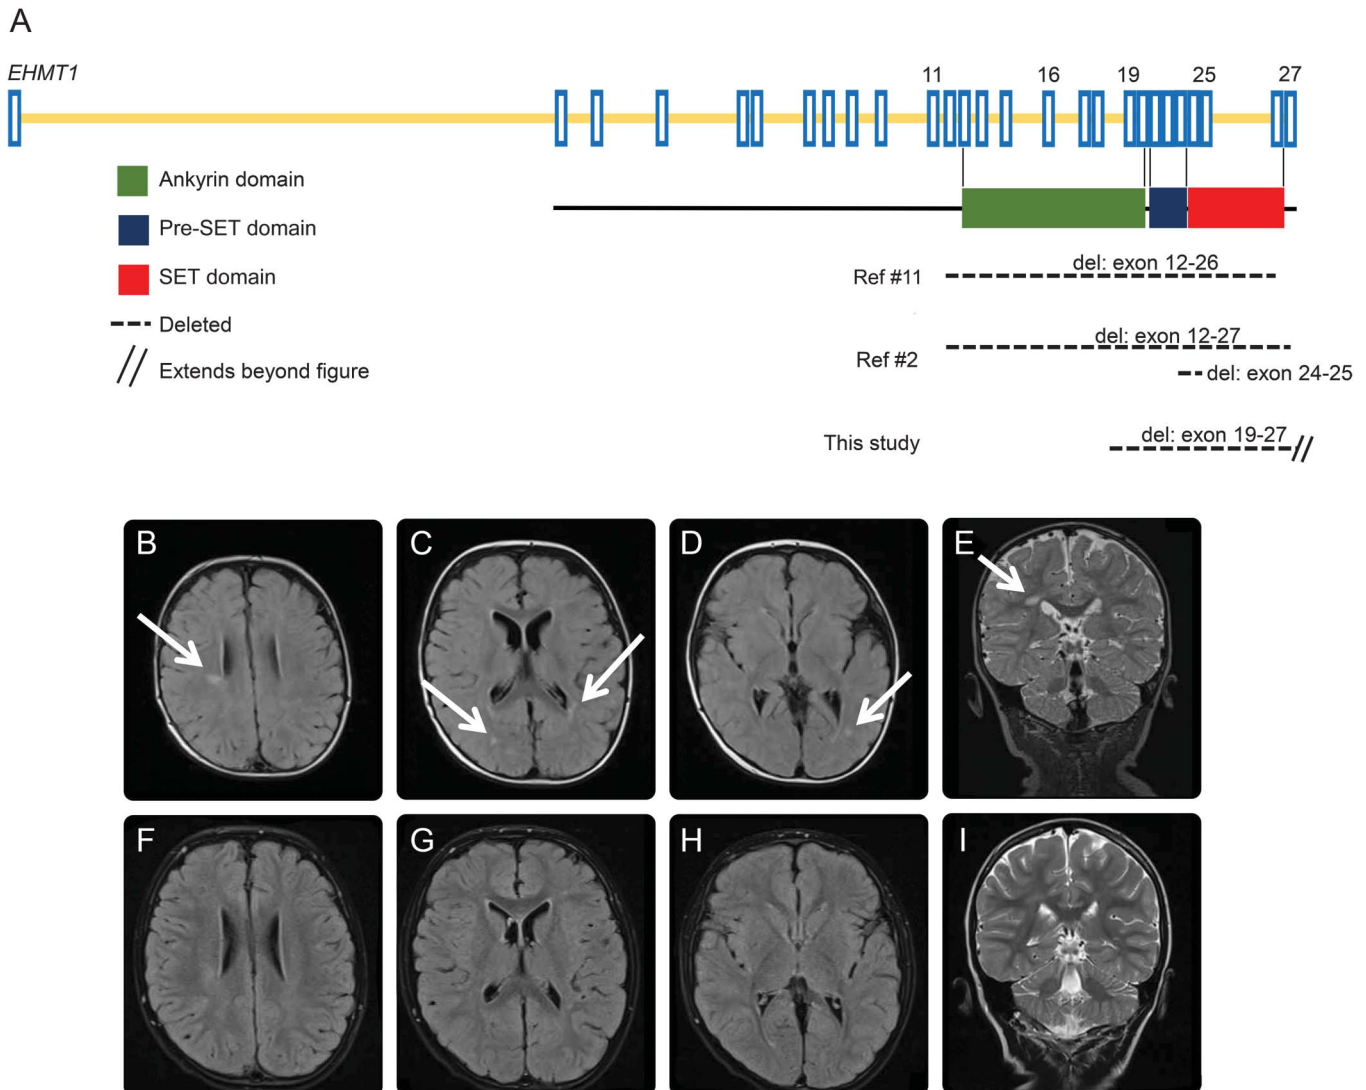 A
EHMT1
11 16 19 25 27
Ankyrin domain
Pre-SET domain
SET domain
Deleted
Extends beyond figure
Ref #11 del: exon 12-26
Ref #2 del: exon 12-27
del: exon 24-25
This study del: exon 19-27
B C D E
F G H I